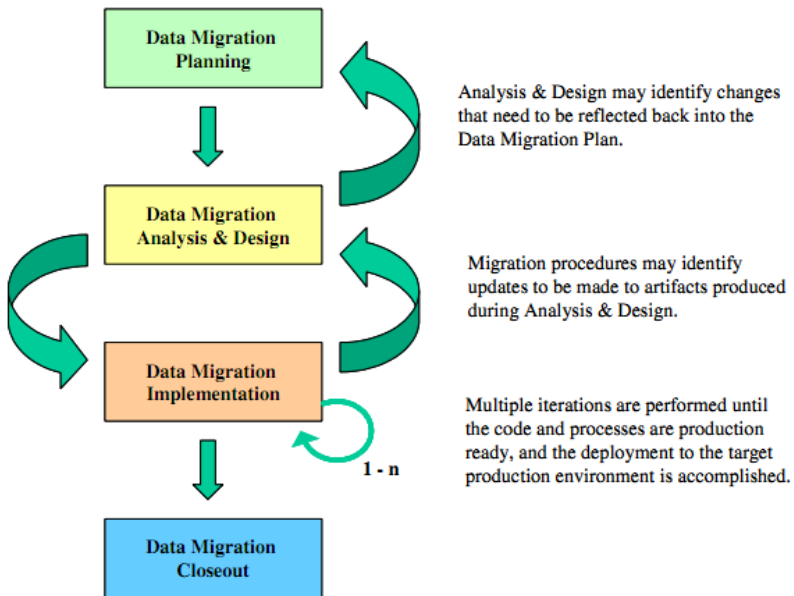 Data Migration
Planning
Analysis & Design may identify changes
that need to be reflected back into the
Data Migration Plan.
Data Migration
Analysis & Design
Migration procedures may identify
updates to be made to artifacts produced
during Analysis & Design.
Data Migration
Implementation
Multiple iterations are performed until
the code and processes are production
ready, and the deployment to the target
production environment is accomplished.
1 - n
Data Migration
Closeout